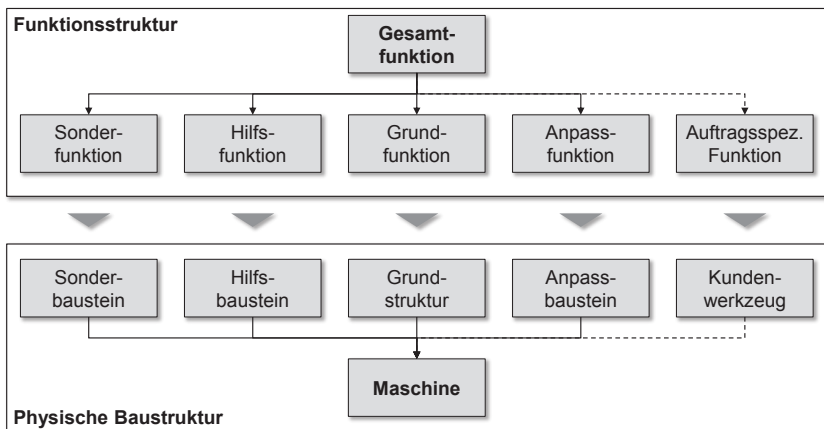 Funktionsstruktur
Gesamt-
funktion
Sonder-
funktion
Hilfs-
funktion
Grund-
funktion
Anpass-
funktion
Auftragsspez.
Funktion
Sonder-
baustein
Hilfs-
baustein
Grund-
struktur
Anpass-
baustein
Kunden-
werkzeug
Maschine
Physische Baustruktur